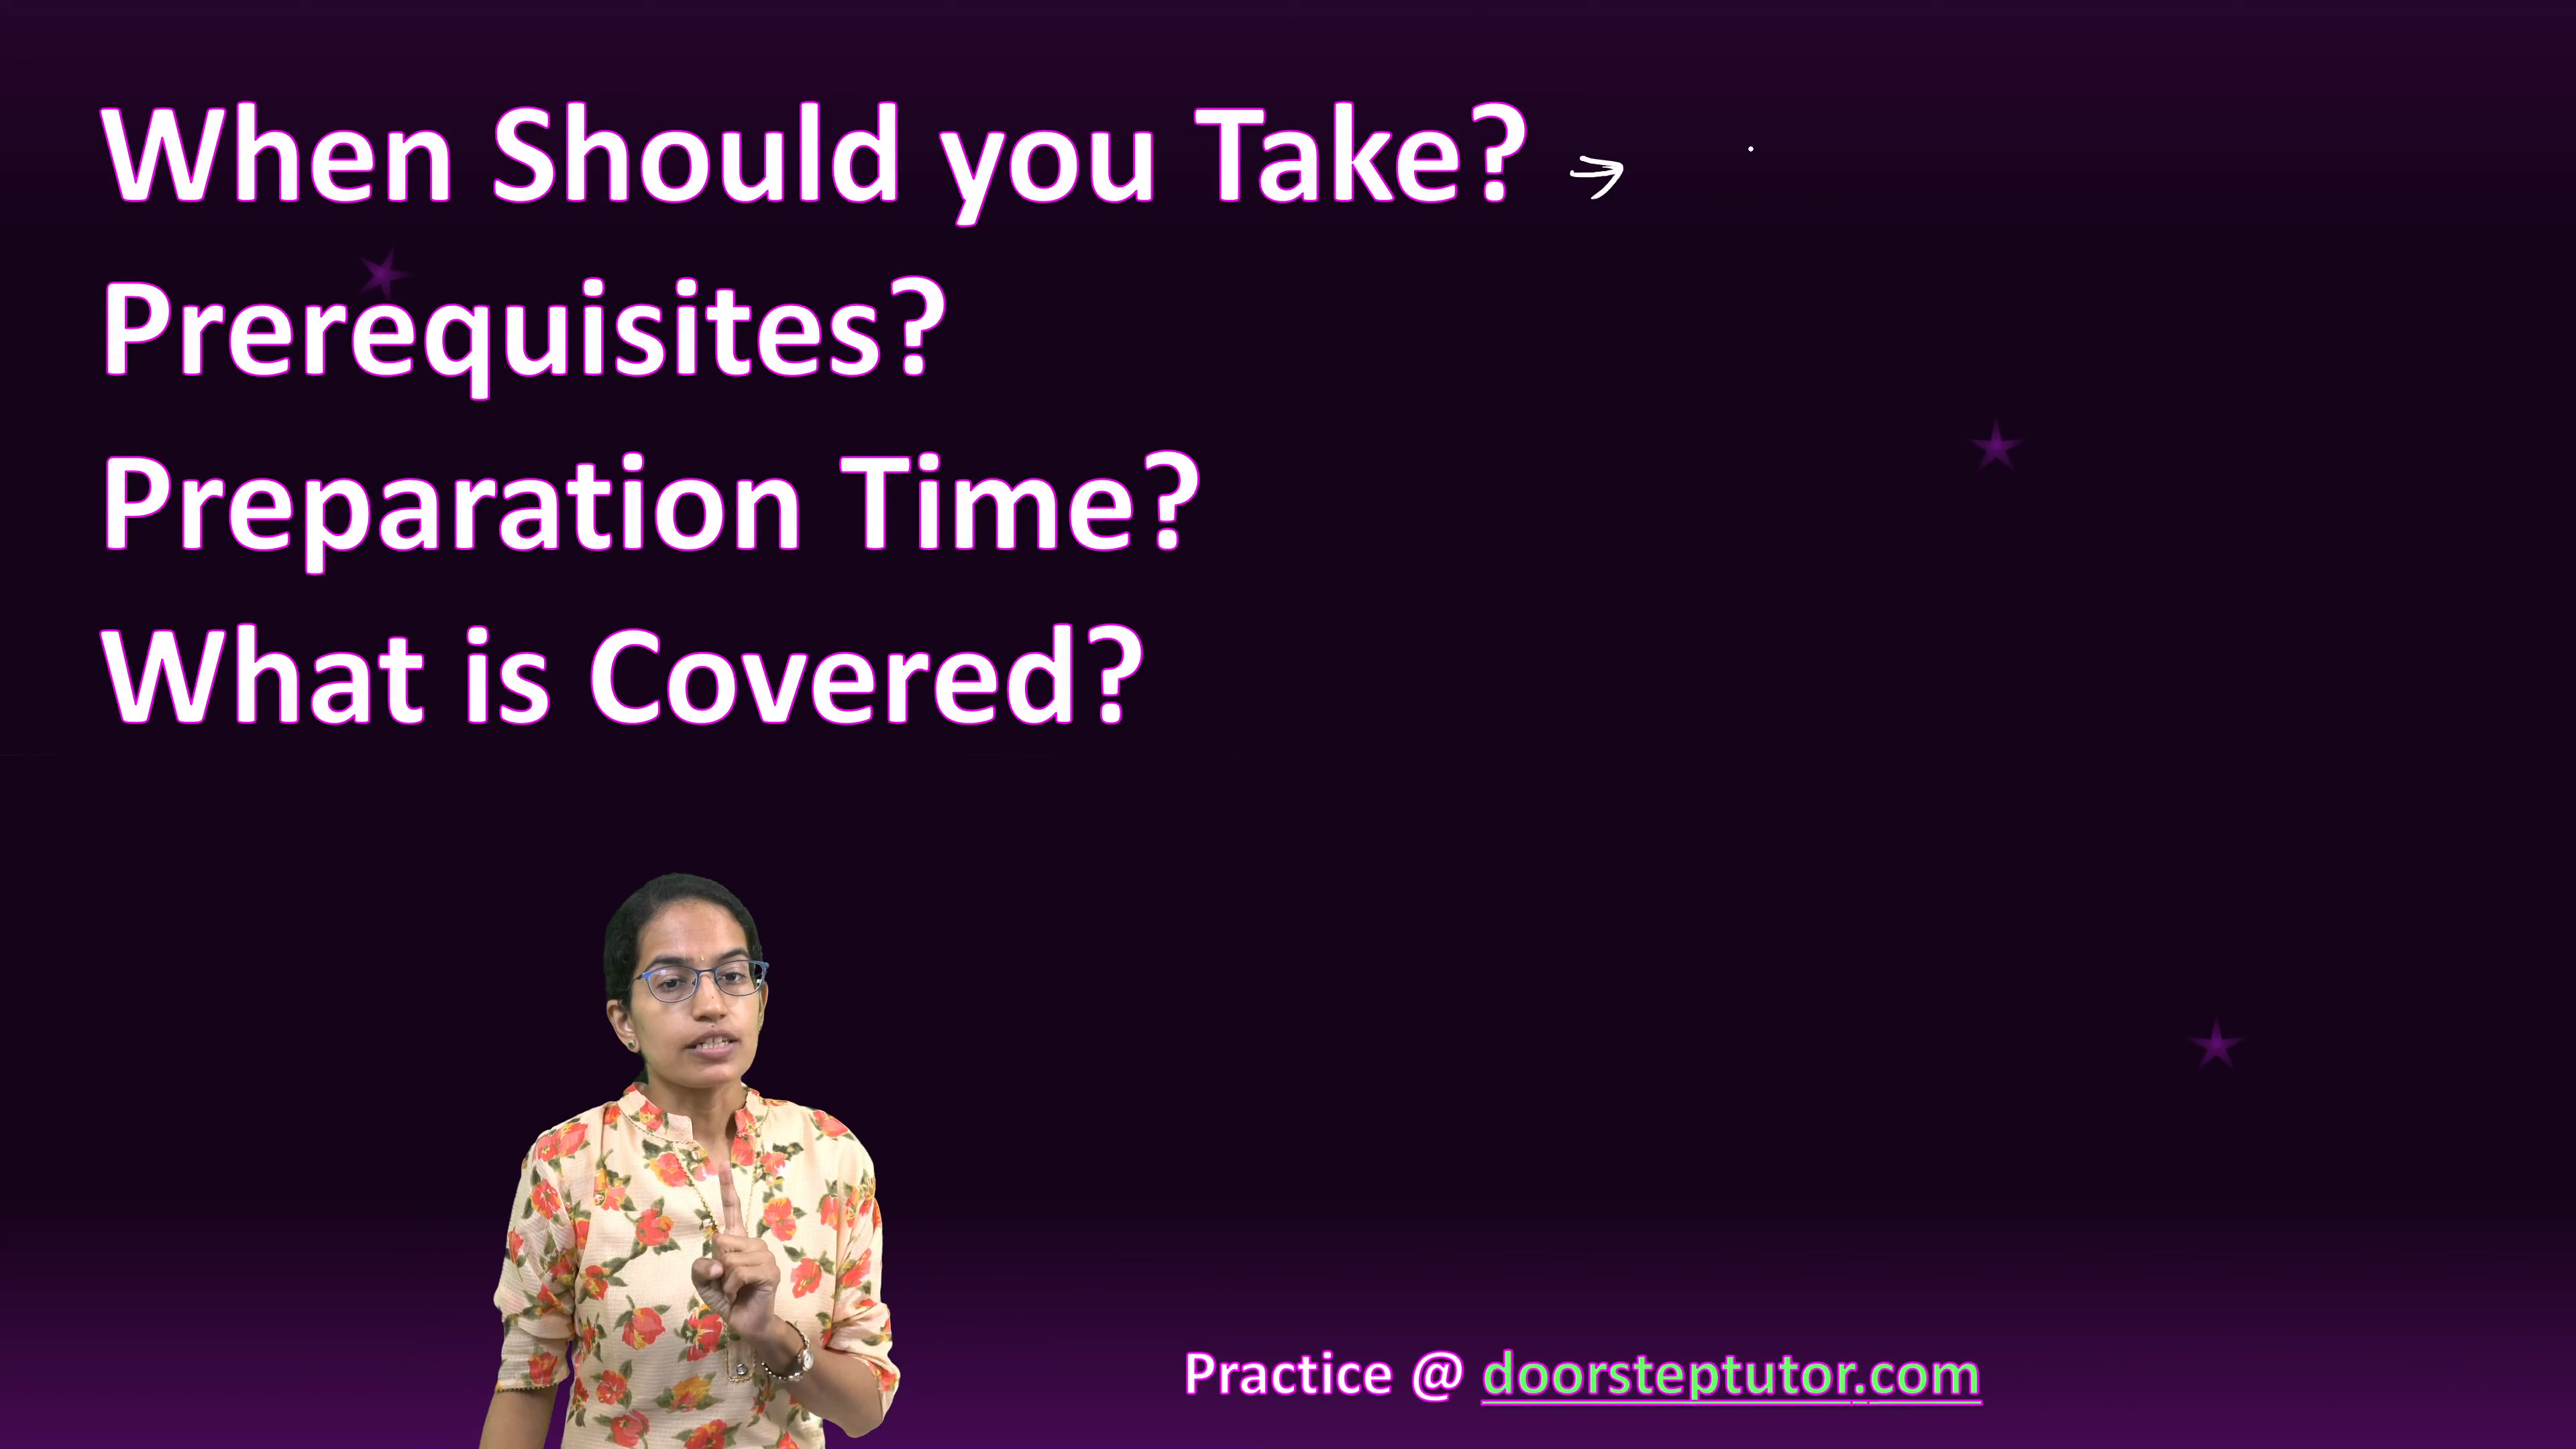 When Should you Take?
Prerequisites?
Preparation Time?
What is Covered?
Practice @ doorsteptutor.com